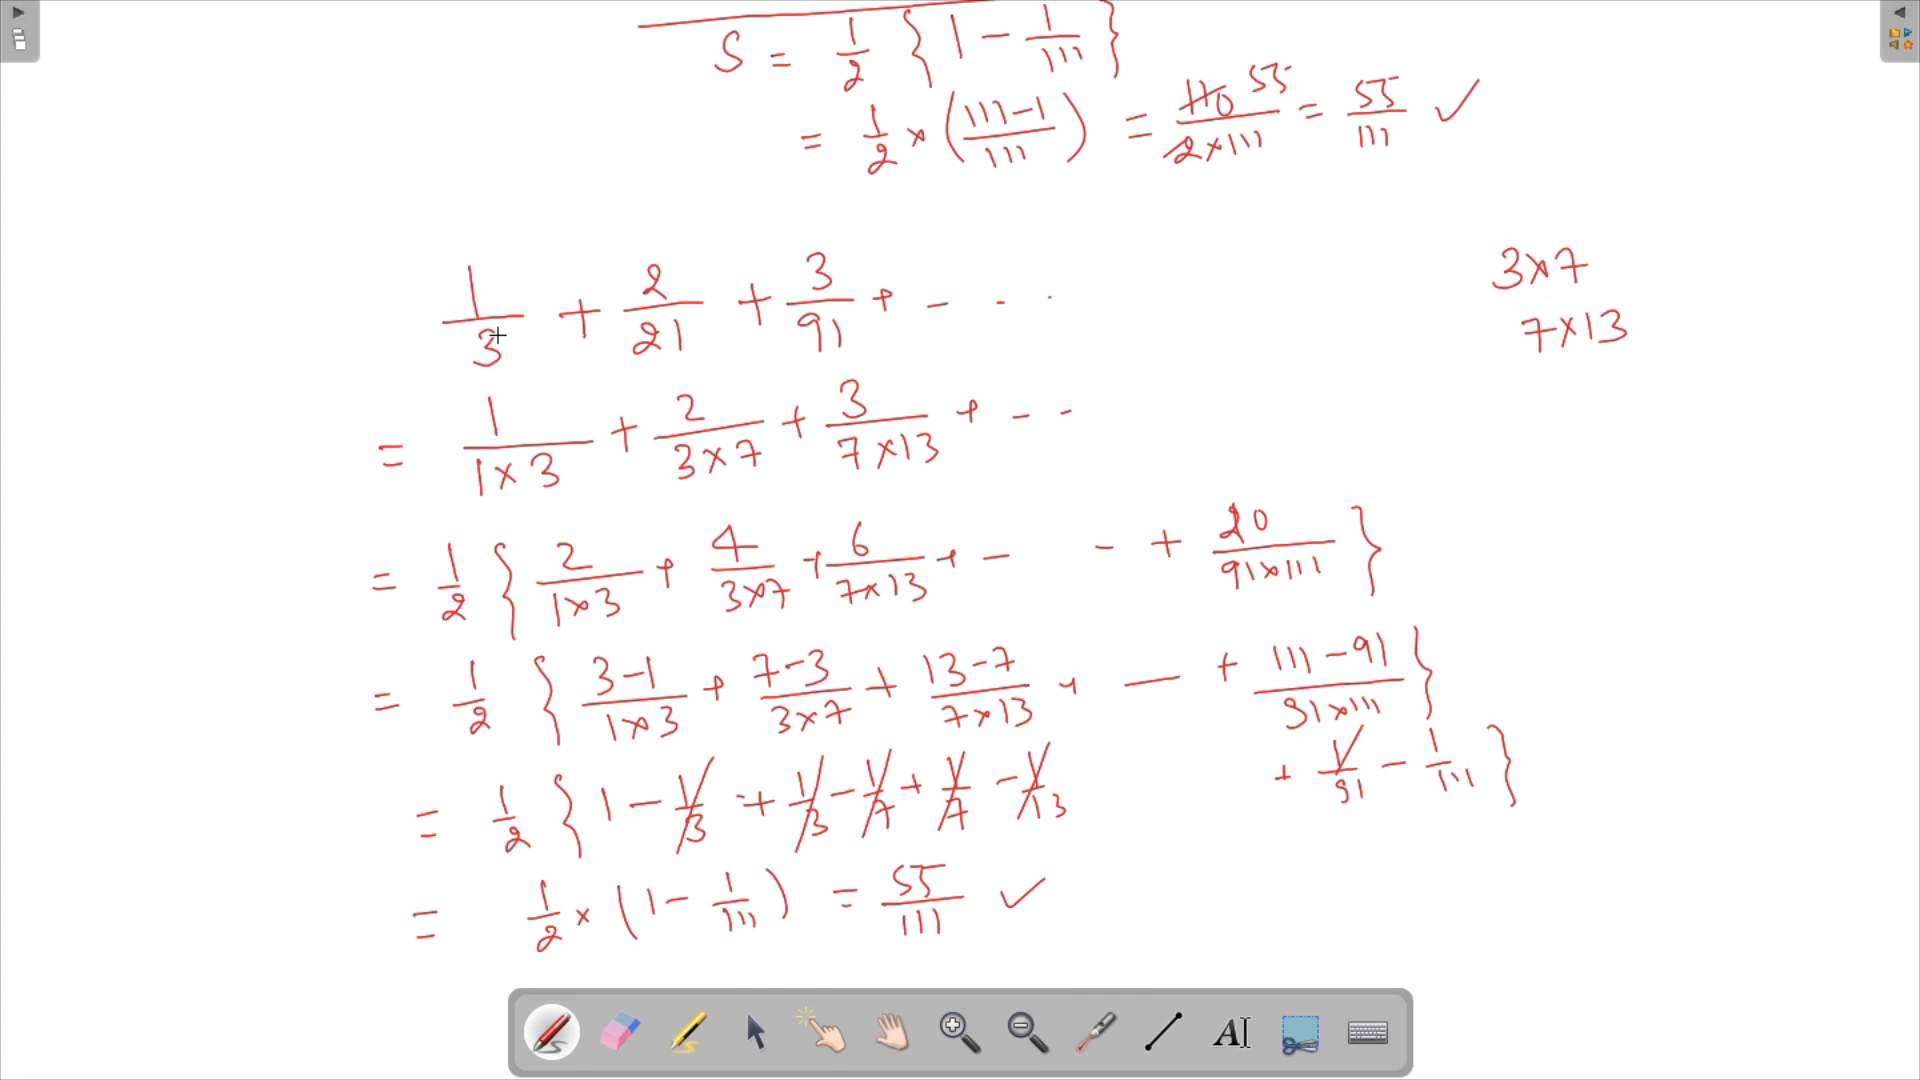 S = 1/2 { 1 - 1/111 }
= 1/2 × ( (111-1)/111 ) = 110 55/(2×111) = 55/111 ✓
1/3 + 2/21 + 3/91 + - - ·
3×7
7×13
= 1/(1×3) + 2/(3×7) + 3/(7×13) + - -
= 1/2 { 2/(1×3) + 4/(3×7) + 6/(7×13) + - - + 20/(91×111) }
= 1/2 { (3-1)/(1×3) + (7-3)/(3×7) + (13-7)/(7×13) + — + (111-91)/(91×111) }
= 1/2 { 1 - 1/3 + 1/3 - 1/7 + 1/7 - 1/13 + 1/91 - 1/111 }
= 1/2 × ( 1 - 1/111 ) = 55/111 ✓
AI